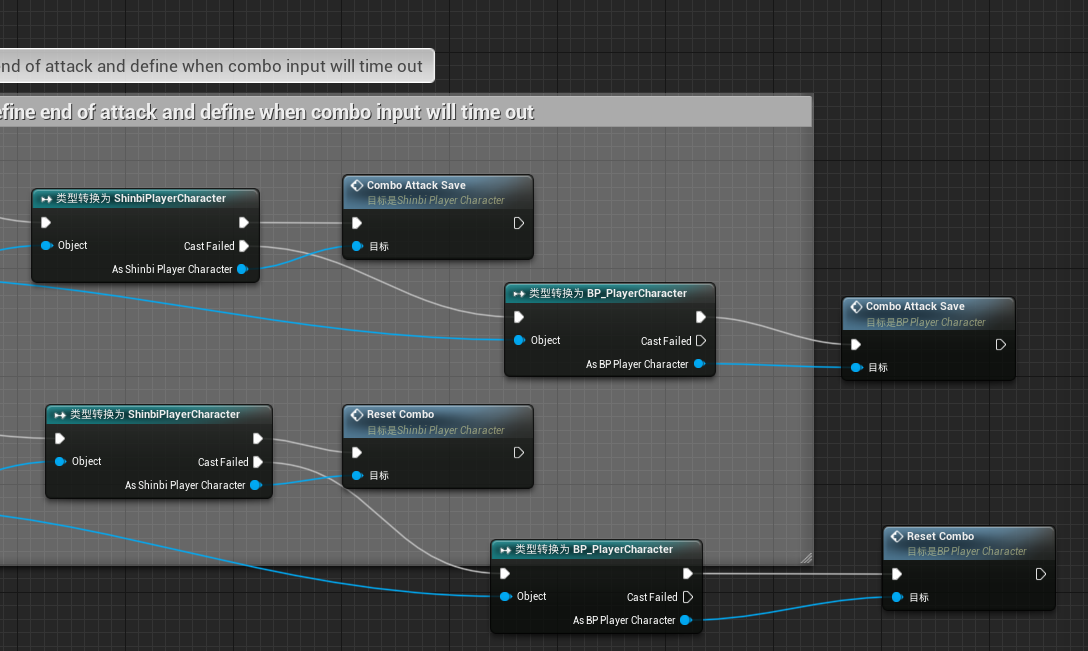 nd of attack and define when combo input will time out
efine end of attack and define when combo input will time out
类型转换为 ShinbiPlayerCharacter
Object
Cast Failed
As Shinbi Player Character
Combo Attack Save
目标是Shinbi Player Character
目标
类型转换为 BP_PlayerCharacter
Object
Cast Failed
As BP Player Character
Combo Attack Save
目标是BP Player Character
目标
类型转换为 ShinbiPlayerCharacter
Object
Cast Failed
As Shinbi Player Character
Reset Combo
目标是Shinbi Player Character
目标
类型转换为 BP_PlayerCharacter
Object
Cast Failed
As BP Player Character
Reset Combo
目标是BP Player Character
目标